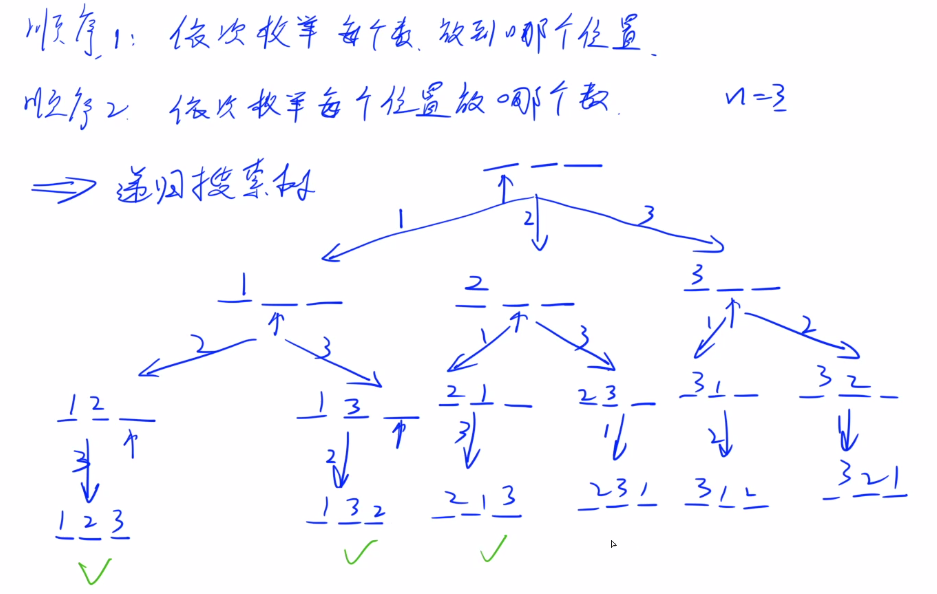 顺序1: 依次枚举每个数放到哪个位置.
顺序2. 依次枚举每个位置放哪个数. n=3
⇒ 递归搜索树
1 2 3
1 2 3
2 3 1 3 1 2
1 2 1 3 2 1 2 3 3 1 3 2
3 2 3 1 2 1
1 2 3 1 3 2 2 1 3 2 3 1 3 1 2 3 2 1